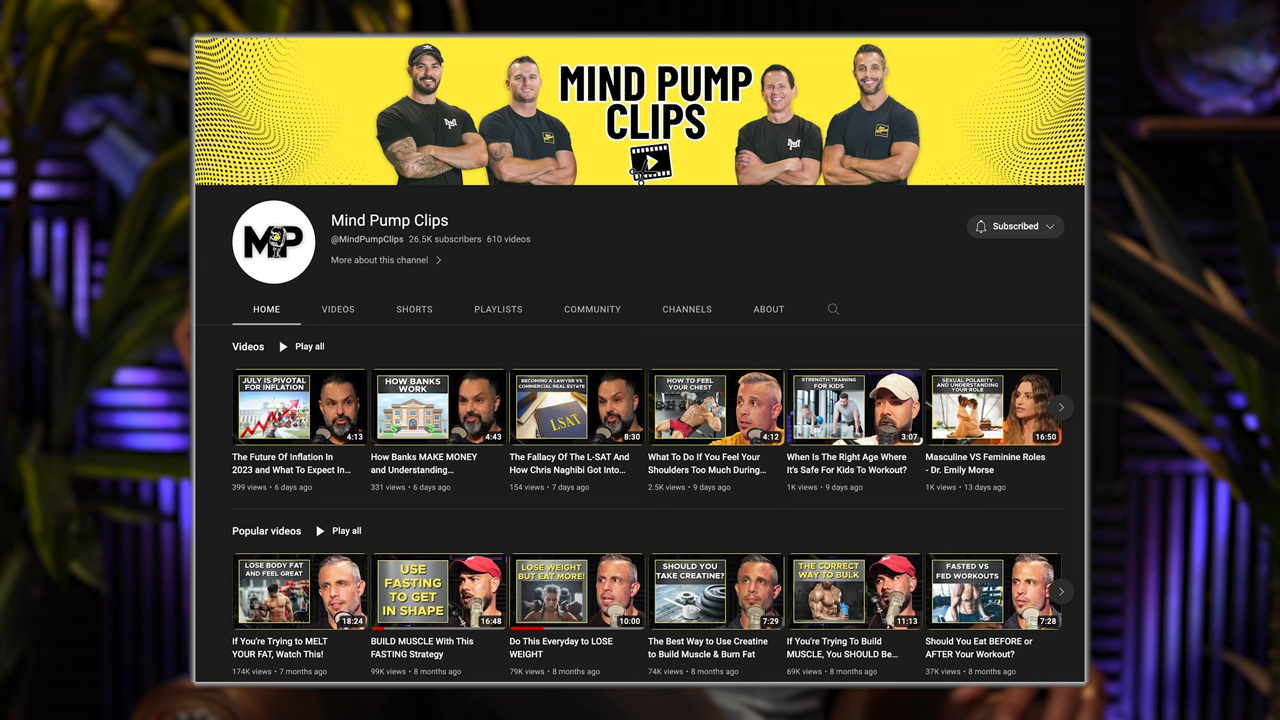 MIND PUMP
CLIPS
MP
Mind Pump Clips
@MindPumpClips 26.5K subscribers 610 videos
More about this channel
Subscribed
HOME VIDEOS SHORTS PLAYLISTS COMMUNITY CHANNELS ABOUT
Videos Play all
JULY IS PIVOTAL
FOR INFLATION
4:13
HOW BANKS
WORK
4:43
BECOMING A LAWYER VS
COMMERCIAL REAL ESTATE
LSAT
8:30
HOW TO FEEL
YOUR CHEST
4:12
STRENGTH TRAINING
FOR KIDS
3:07
SEXUAL POLARITY
AND UNDERSTANDING
YOUR ROLE
16:50
The Future Of Inflation In
2023 and What To Expect In...
399 views • 6 days ago
How Banks MAKE MONEY
and Understanding...
331 views • 6 days ago
The Fallacy Of The L-SAT And
How Chris Naghibi Got Into...
154 views • 7 days ago
What To Do If You Feel Your
Shoulders Too Much During...
2.5K views • 9 days ago
When Is The Right Age Where
It's Safe For Kids To Workout?
1K views • 9 days ago
Masculine VS Feminine Roles
- Dr. Emily Morse
1K views • 13 days ago
Popular videos Play all
LOSE BODY FAT
AND FEEL GREAT
18:24
USE
FASTING
TO GET
IN SHAPE
16:48
LOSE WEIGHT
BUT EAT MORE!
10:00
SHOULD YOU
TAKE CREATINE?
7:29
THE CORRECT
WAY TO BULK
11:13
FASTED VS
FED WORKOUTS
7:28
If You're Trying to MELT
YOUR FAT, Watch This!
174K views • 7 months ago
BUILD MUSCLE With This
FASTING Strategy
99K views • 8 months ago
Do This Everyday to LOSE
WEIGHT
79K views • 8 months ago
The Best Way to Use Creatine
to Build Muscle & Burn Fat
74K views • 8 months ago
If You're Trying To Build
MUSCLE, You SHOULD Be...
69K views • 8 months ago
Should You Eat BEFORE or
AFTER Your Workout?
37K views • 8 months ago